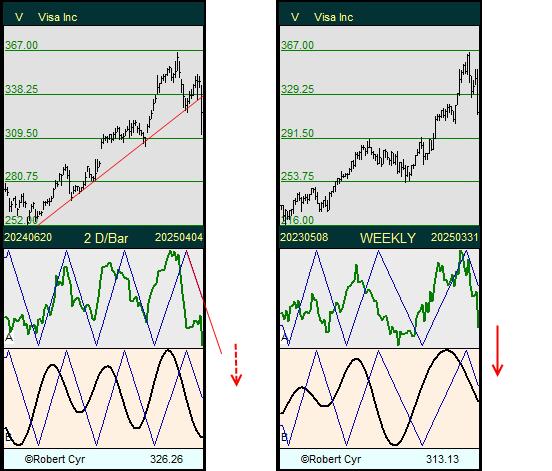 V Visa Inc
367.00
338.25
309.50
280.75
252.00
20240620 2 D/Bar 20250404
A
B
©Robert Cyr 326.26
V Visa Inc
367.00
329.25
291.50
253.75
216.00
20230508 WEEKLY 20250331
A
B
©Robert Cyr 313.13